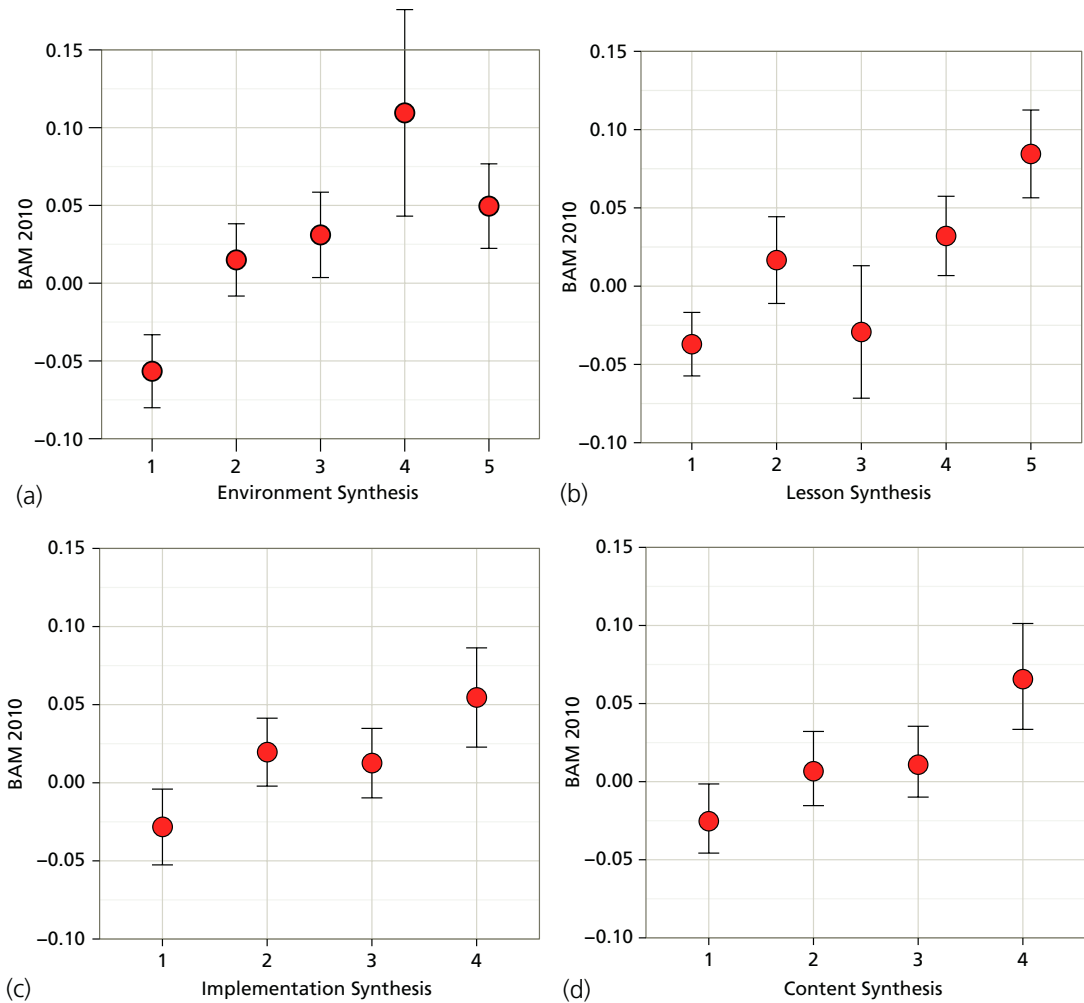 0.15
0.10
0.05
0.00
−0.05
−0.10
BAM 2010
1 2 3 4 5
Environment Synthesis
(a)
0.15
0.10
0.05
0.00
−0.05
−0.10
BAM 2010
1 2 3 4 5
Lesson Synthesis
(b)
0.15
0.10
0.05
0.00
−0.05
−0.10
BAM 2010
1 2 3 4
Implementation Synthesis
(c)
0.15
0.10
0.05
0.00
−0.05
−0.10
BAM 2010
1 2 3 4
Content Synthesis
(d)